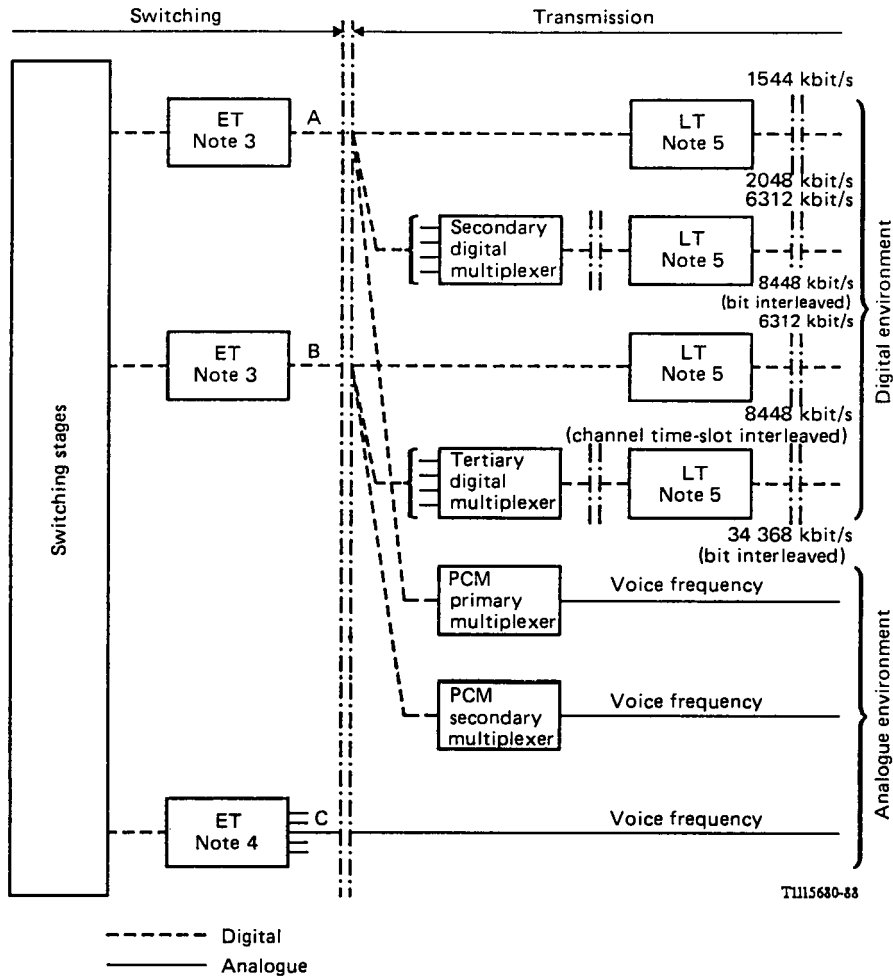 Switching
Transmission
1544 kbit/s
ET
Note 3
A
LT
Note 5
2048 kbit/s
6312 kbit/s
Secondary
digital
multiplexer
LT
Note 5
8448 kbit/s
(bit interleaved)
6312 kbit/s
ET
Note 3
B
LT
Note 5
8448 kbit/s
(channel time-slot interleaved)
Tertiary
digital
multiplexer
LT
Note 5
34 368 kbit/s
(bit interleaved)
Digital environment
Switching stages
PCM
primary
multiplexer
Voice frequency
PCM
secondary
multiplexer
Voice frequency
Analogue environment
ET
Note 4
C
Voice frequency
T1115680-88
Digital
Analogue